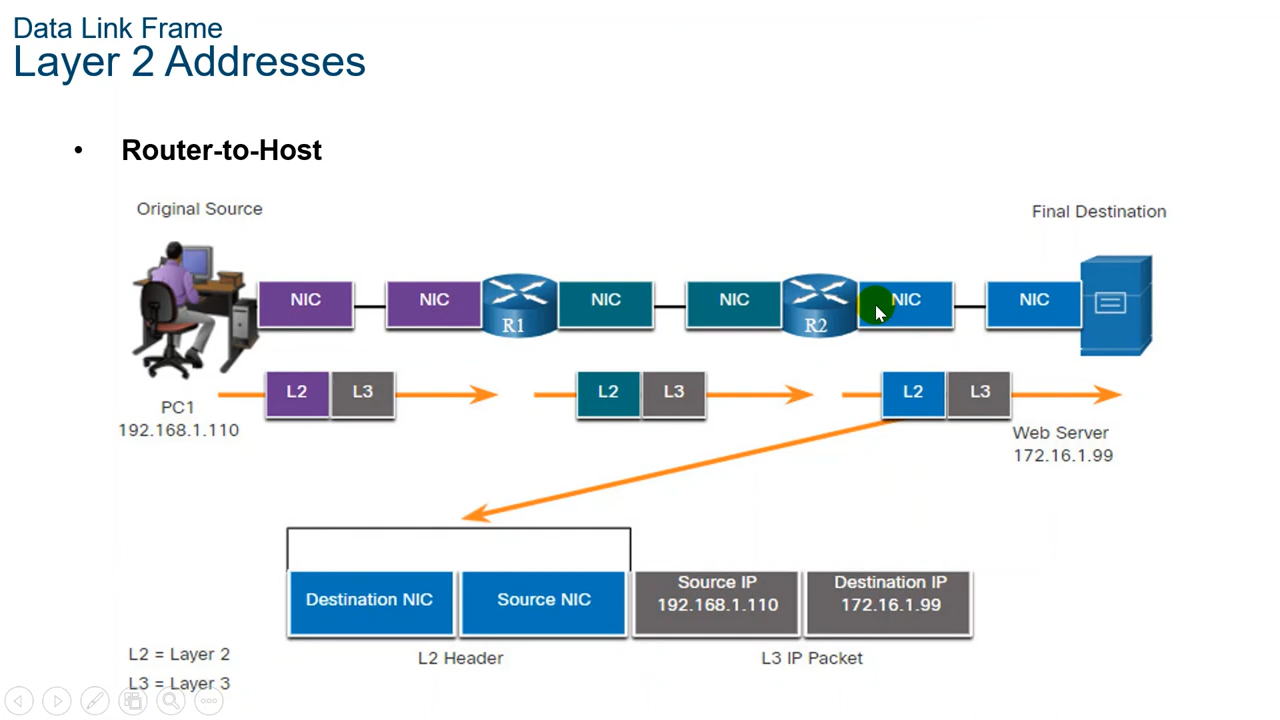 Data Link Frame
Layer 2 Addresses
• Router-to-Host
Original Source
Final Destination
NIC NIC R1 NIC NIC R2 NIC NIC
L2 L3 L2 L3 L2 L3
PC1
192.168.1.110
Web Server
172.16.1.99
Destination NIC
Source NIC
Source IP
192.168.1.110
Destination IP
172.16.1.99
L2 Header
L3 IP Packet
L2 = Layer 2
L3 = Layer 3